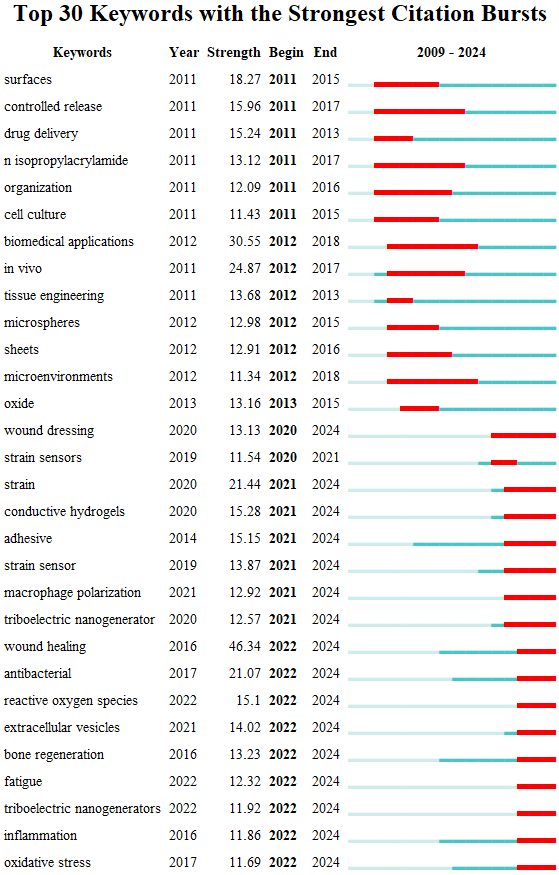 Top 30 Keywords with the Strongest Citation Bursts
Keywords Year Strength Begin End 2009 - 2024
surfaces 2011 18.27 2011 2015
controlled release 2011 15.96 2011 2017
drug delivery 2011 15.24 2011 2013
n isopropylacrylamide 2011 13.12 2011 2017
organization 2011 12.09 2011 2016
cell culture 2011 11.43 2011 2015
biomedical applications 2012 30.55 2012 2018
in vivo 2011 24.87 2012 2017
tissue engineering 2011 13.68 2012 2013
microspheres 2012 12.98 2012 2015
sheets 2012 12.91 2012 2016
microenvironments 2012 11.34 2012 2018
oxide 2013 13.16 2013 2015
wound dressing 2020 13.13 2020 2024
strain sensors 2019 11.54 2020 2021
strain 2020 21.44 2021 2024
conductive hydrogels 2020 15.28 2021 2024
adhesive 2014 15.15 2021 2024
strain sensor 2019 13.87 2021 2024
macrophage polarization 2021 12.92 2021 2024
triboelectric nanogenerator 2020 12.57 2021 2024
wound healing 2016 46.34 2022 2024
antibacterial 2017 21.07 2022 2024
reactive oxygen species 2022 15.1 2022 2024
extracellular vesicles 2021 14.02 2022 2024
bone regeneration 2016 13.23 2022 2024
fatigue 2022 12.32 2022 2024
triboelectric nanogenerators 2022 11.92 2022 2024
inflammation 2016 11.86 2022 2024
oxidative stress 2017 11.69 2022 2024